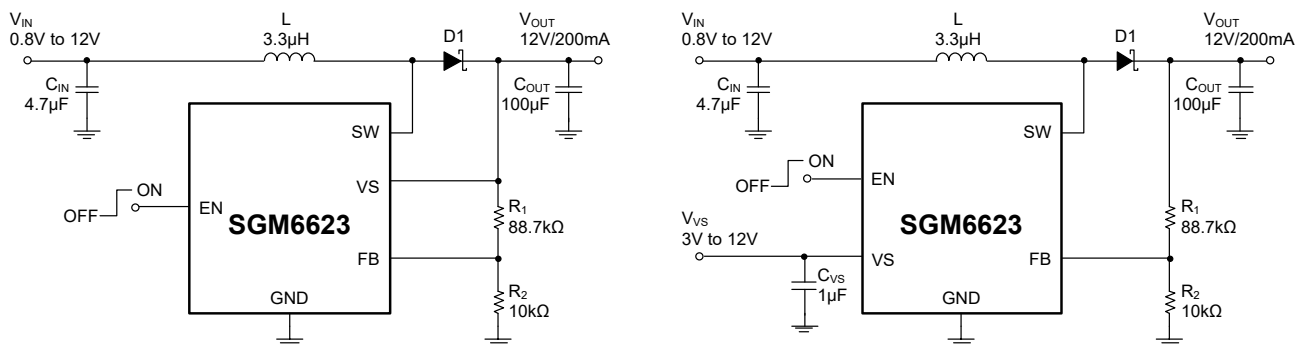 VIN
0.8V to 12V
L
3.3μH
D1
VOUT
12V/200mA
CIN
4.7μF
COUT
100μF
SW
VS
ON
OFF
EN
SGM6623
R1
88.7kΩ
FB
R2
10kΩ
GND
VIN
0.8V to 12V
L
3.3μH
D1
VOUT
12V/200mA
CIN
4.7μF
COUT
100μF
SW
ON
OFF
EN
SGM6623
R1
88.7kΩ
VVS
3V to 12V
VS
FB
CVS
1μF
R2
10kΩ
GND